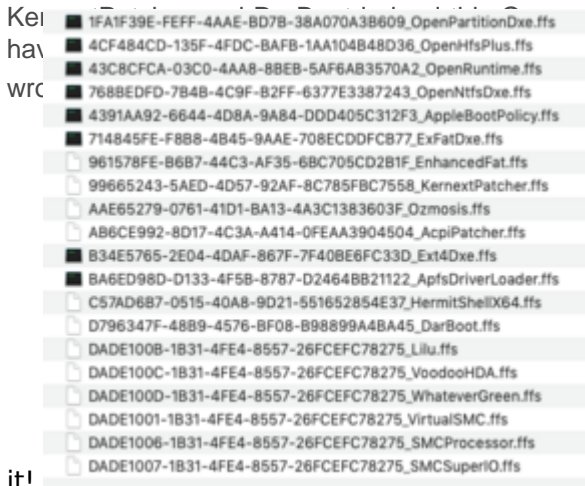 Ker
1FA1F39E-FEFF-4AAE-BD7B-38A070A3B609_OpenPartitionDxe.ffs
4CF484CD-135F-4FDC-BAFB-1AA104B48D36_OpenHfsPlus.ffs
hav
43C8CFCA-03C0-4AA8-8BEB-5AF6AB3570A2_OpenRuntime.ffs
wro
768BEDFD-7B4B-4C9F-B2FF-6377E3387243_OpenNtfsDxe.ffs
4391AA92-6644-4D8A-9A84-DDD405C312F3_AppleBootPolicy.ffs
714845FE-F8B8-4B45-9AAE-708ECDDFCB77_ExFatDxe.ffs
961578FE-B6B7-44C3-AF35-6BC705CD2B1F_EnhancedFat.ffs
99665243-5AED-4D57-92AF-8C785FBC7558_KernextPatcher.ffs
AAE65279-0761-41D1-BA13-4A3C1383603F_Ozmosis.ffs
AB6CE992-8D17-4C3A-A414-0FEAA3904504_AcpiPatcher.ffs
B34E5765-2E04-4DAF-867F-7F40BE6FC33D_Ext4Dxe.ffs
BA6ED98D-D133-4F5B-8787-D2464BB21122_ApfsDriverLoader.ffs
C57AD6B7-0515-40A8-9D21-551652854E37_HermitShellX64.ffs
D796347F-48B9-4576-BF08-B98899A4BA45_DarBoot.ffs
DADE100B-1B31-4FE4-8557-26FCEFC78275_Lilu.ffs
DADE100C-1B31-4FE4-8557-26FCEFC78275_VoodooHDA.ffs
DADE100D-1B31-4FE4-8557-26FCEFC78275_WhateverGreen.ffs
DADE1001-1B31-4FE4-8557-26FCEFC78275_VirtualSMC.ffs
DADE1006-1B31-4FE4-8557-26FCEFC78275_SMCProcessor.ffs
DADE1007-1B31-4FE4-8557-26FCEFC78275_SMCSuperIO.ffs
it!